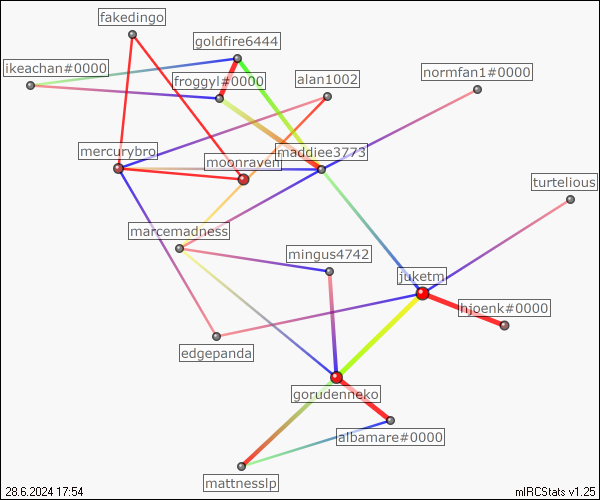 fakedingo
goldfire6444
ikeachan#0000
froggyl#0000
alan1002
normfan1#0000
mercurybro
moonraven
maddiee3773
turtelious
marcemadness
mingus4742
juketm
hjoenk#0000
edgepanda
gorudenneko
albamare#0000
mattnesslp
28.6.2024 17:54
mIRCStats v1.25